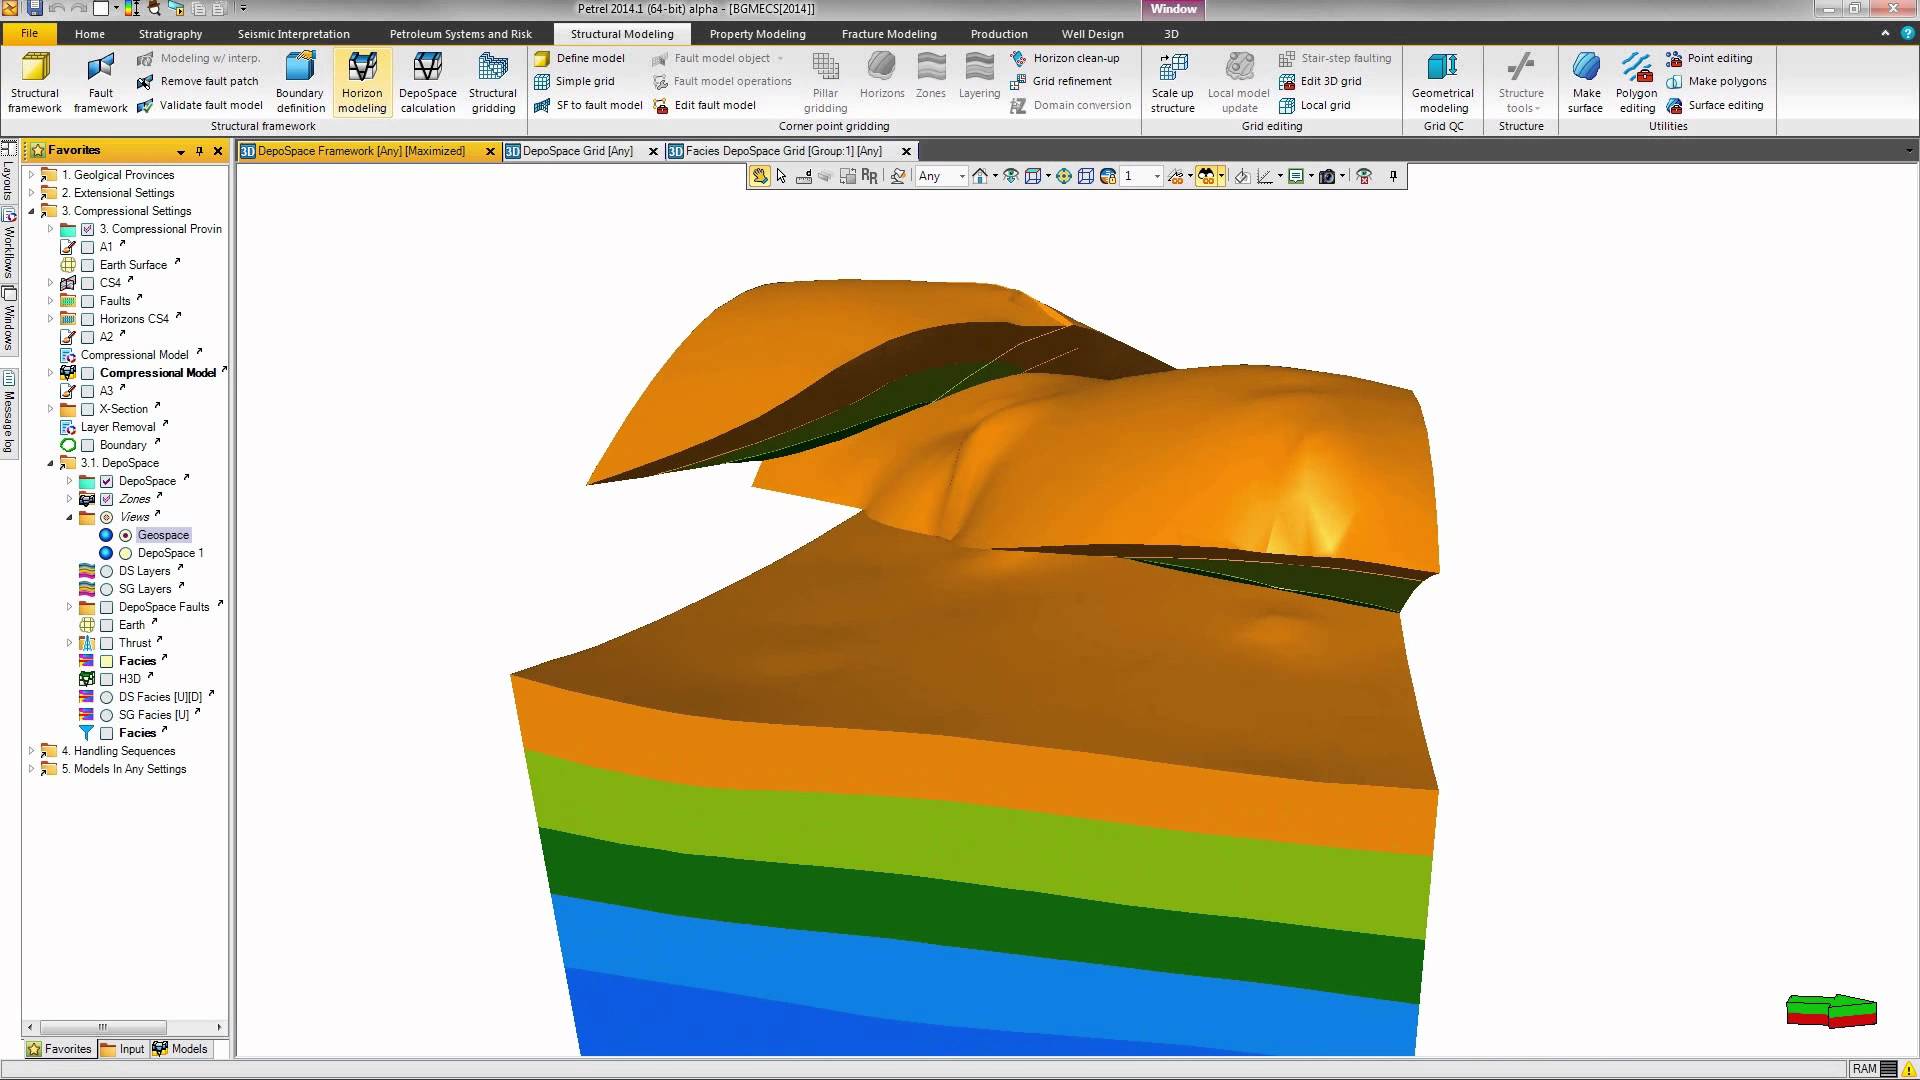 Petrel 2014.1 (64-bit) alpha - [BGMECS[2014]]
Window
File Home Stratigraphy Seismic Interpretation Petroleum Systems and Risk Structural Modeling Property Modeling Fracture Modeling Production Well Design 3D
Structural framework
Fault framework
Modeling w/ interp.
Remove fault patch
Validate fault model
Boundary definition
Horizon modeling
DepoSpace calculation
Structural gridding
Structural framework
Define model
Simple grid
SF to fault model
Fault model object
Fault model operations
Edit fault model
Pillar gridding
Horizons
Zones
Layering
Horizon clean-up
Grid refinement
Domain conversion
Corner point gridding
Scale up structure
Local model update
Stair-step faulting
Edit 3D grid
Local grid
Grid editing
Geometrical modeling
Grid QC
Structure tools
Structure
Make surface
Polygon editing
Point editing
Make polygons
Surface editing
Utilities
Layouts
Workflows
Windows
Message log
Favorites
3D DepoSpace Framework [Any] [Maximized]
3D DepoSpace Grid [Any]
3D Facies DepoSpace Grid [Group:1] [Any]
Any
1
1. Geolgical Provinces
2. Extensional Settings
3. Compressional Settings
3. Compressional Provin
A1
Earth Surface
CS4
Faults
Horizons CS4
A2
Compressional Model
Compressional Model
A3
X-Section
Layer Removal
Boundary
3.1. DepoSpace
DepoSpace
Zones
Views
Geospace
DepoSpace 1
DS Layers
SG Layers
DepoSpace Faults
Earth
Thrust
Facies
H3D
DS Facies [U][D]
SG Facies [U]
Facies
4. Handling Sequences
5. Models In Any Settings
Favorites Input Models
RAM